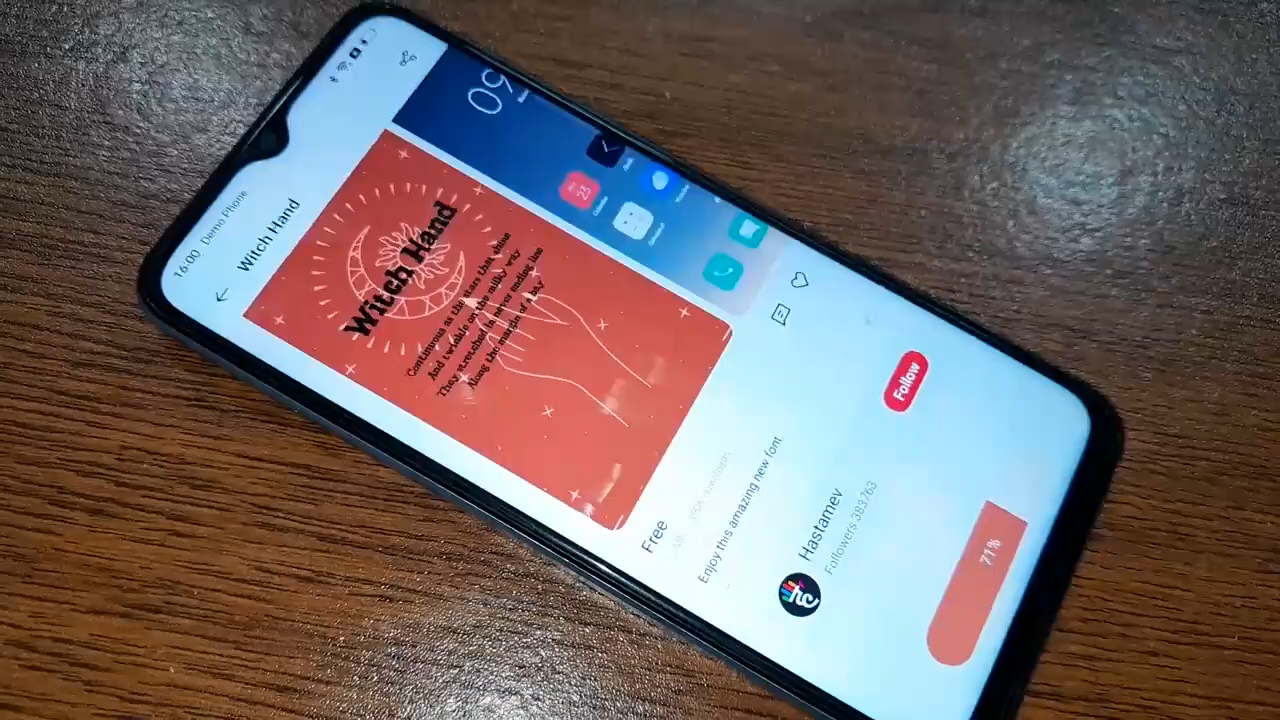 16:00 Demo Phone
Witch Hand
Witch Hand
Continuous as the stars that shine
And twinkle on the milky way
They stretched in never ending line
Along the margin of a bay
09
23
Free
Enjoy this amazing new font
Hastamev
Followers 383763
Follow
71%